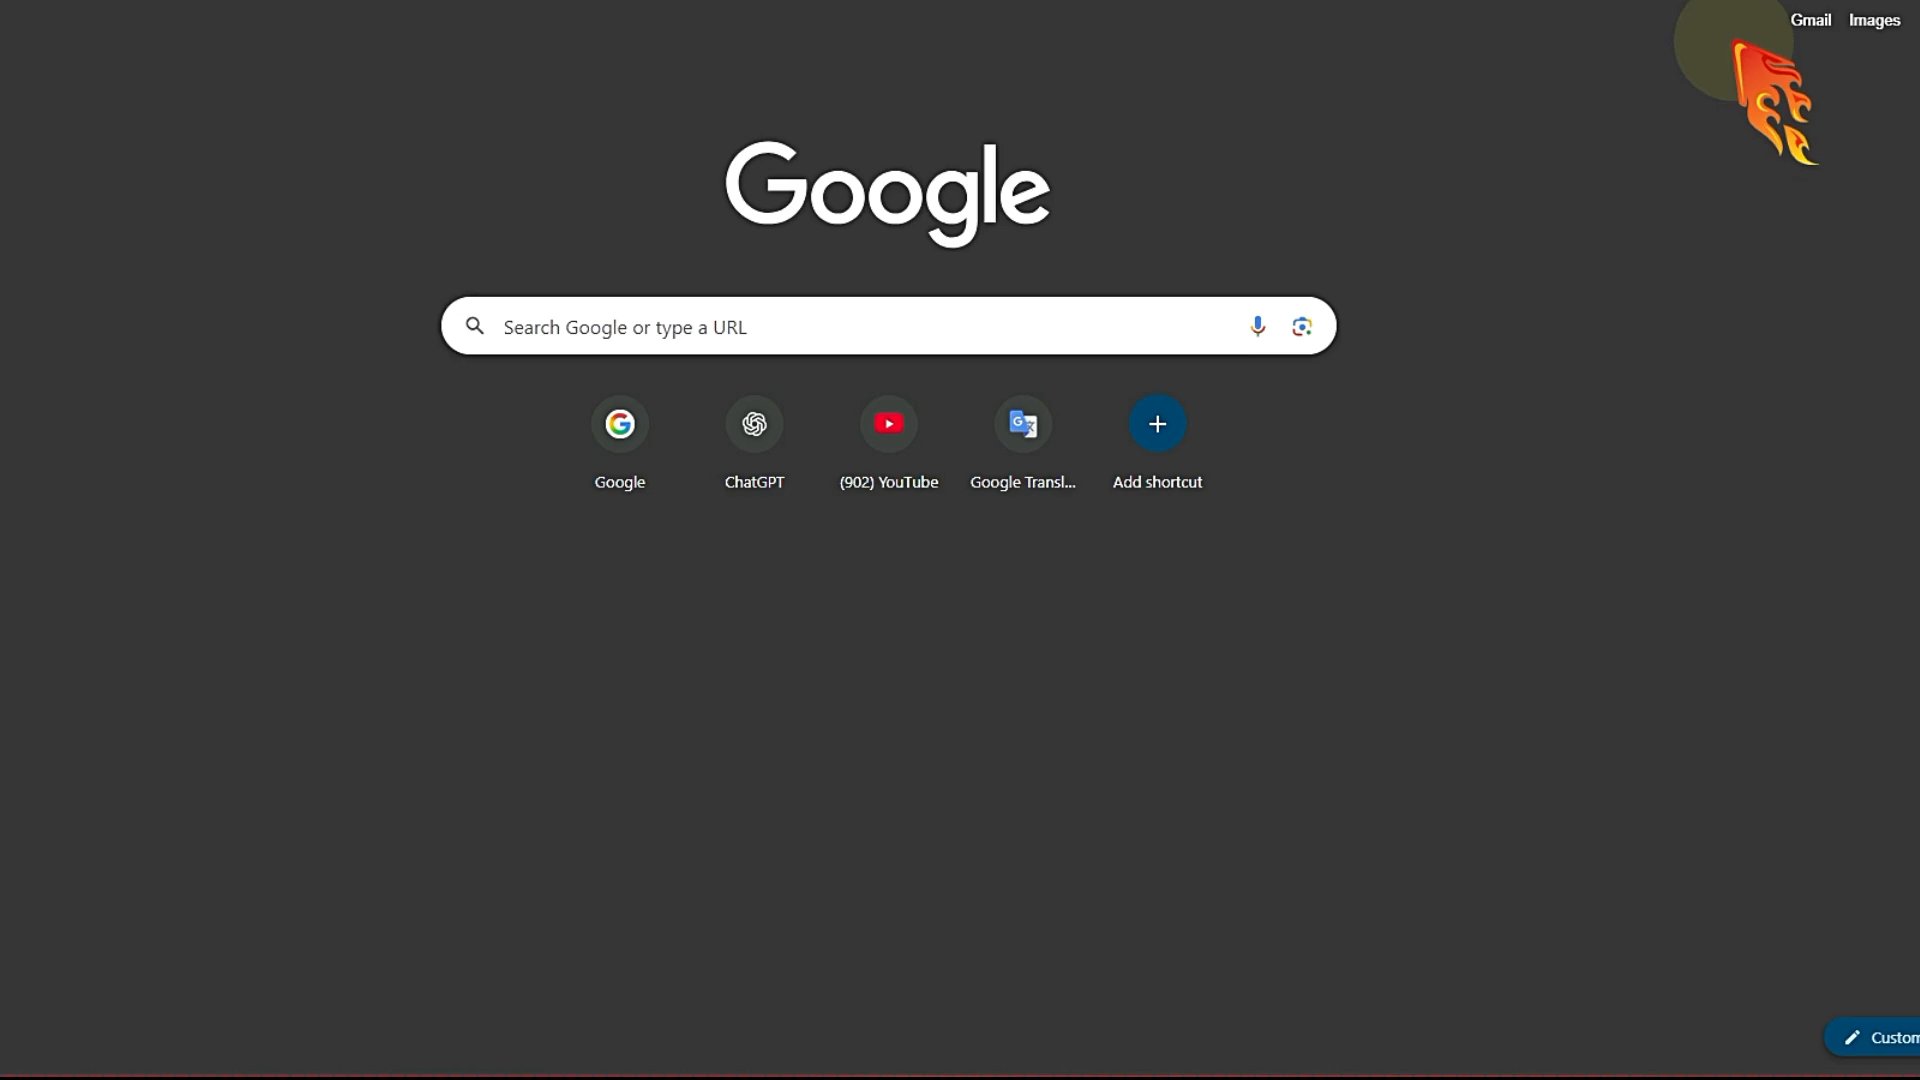 Gmail Images
Google
Search Google or type a URL
Google ChatGPT (902) YouTube Google Transl... Add shortcut
Custom